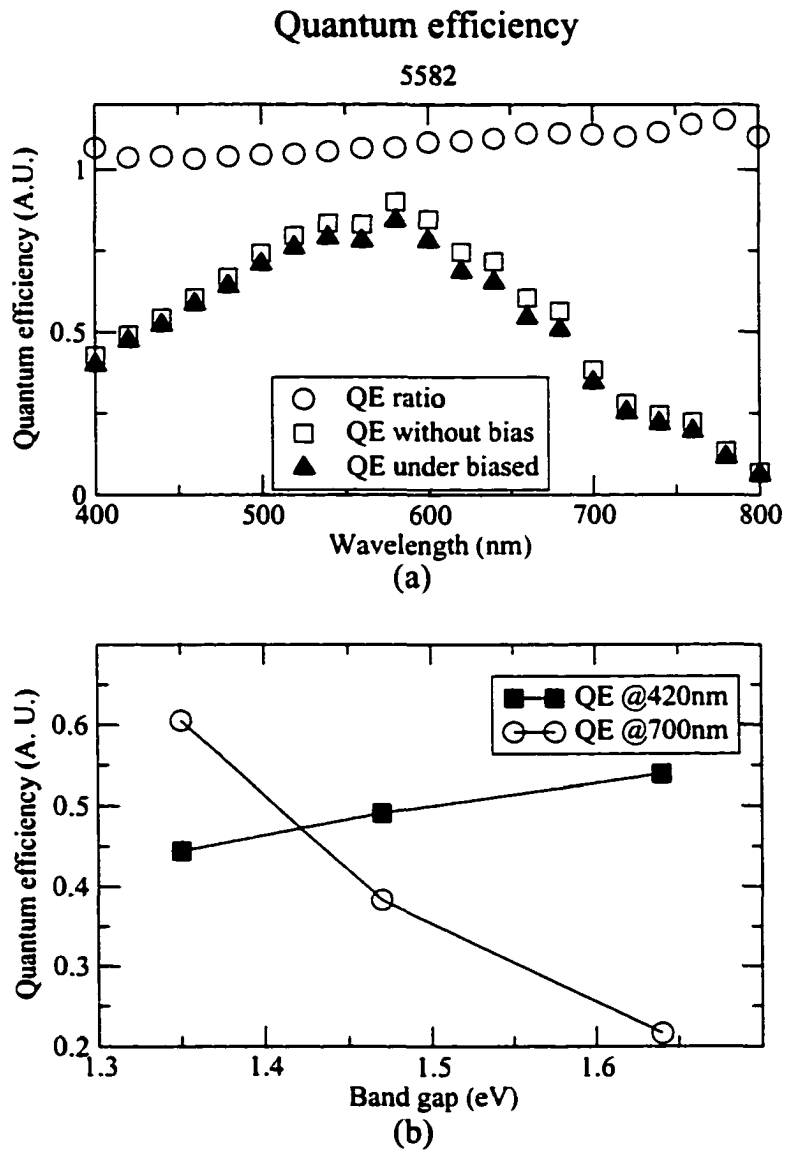 Quantum efficiency
5582
Quantum efficiency (A.U.)
1
0.5
0
QE ratio
QE without bias
QE under biased
400 500 600 700 800
Wavelength (nm)
(a)
Quantum efficiency (A. U.)
0.6
0.5
0.4
0.3
0.2
QE @420nm
QE @700nm
1.3 1.4 1.5 1.6
Band gap (eV)
(b)